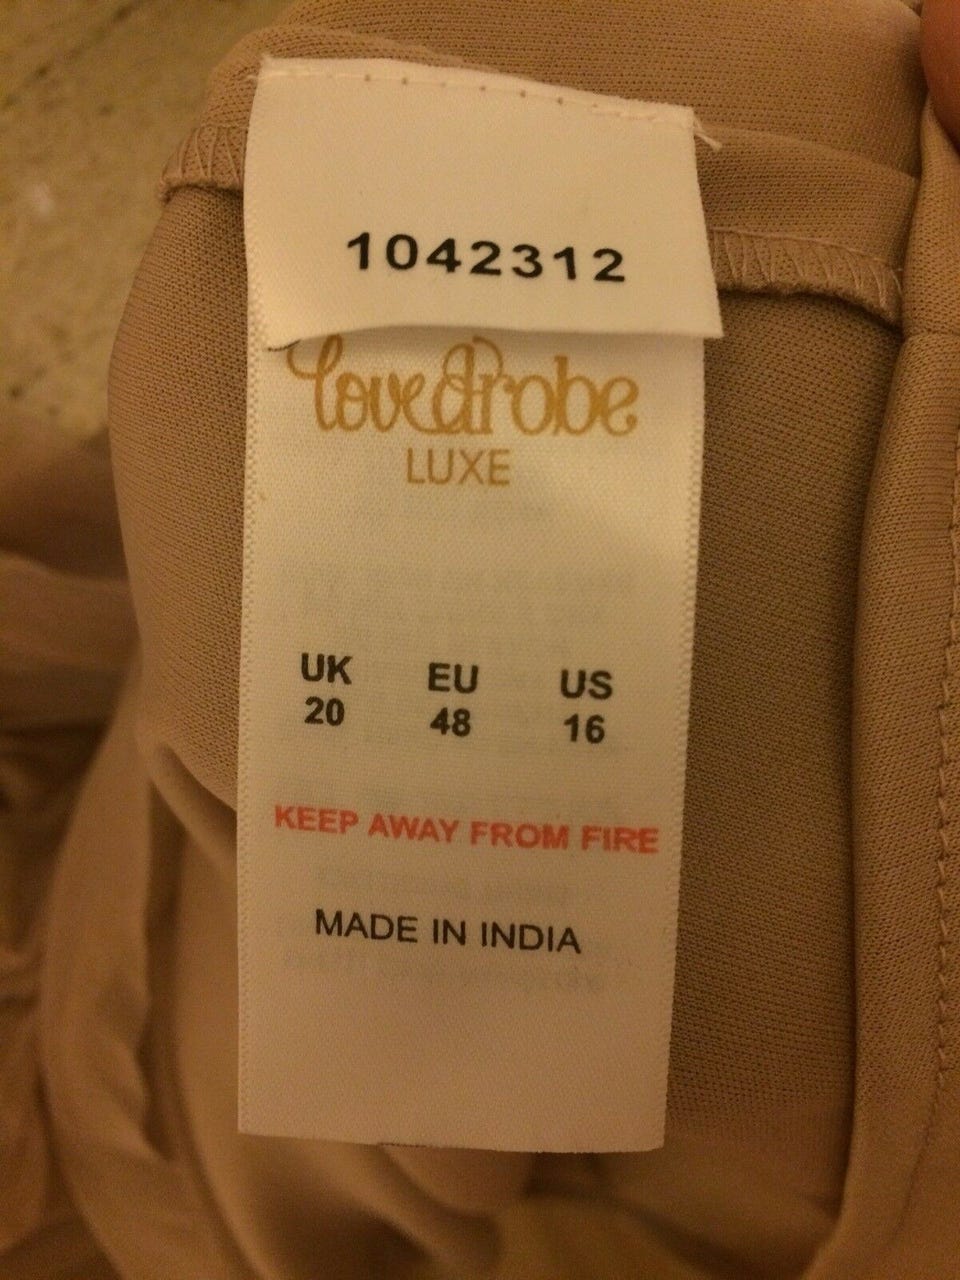 1042312
lovedrobe
LUXE
UK EU US
20 48 16
KEEP AWAY FROM FIRE
MADE IN INDIA